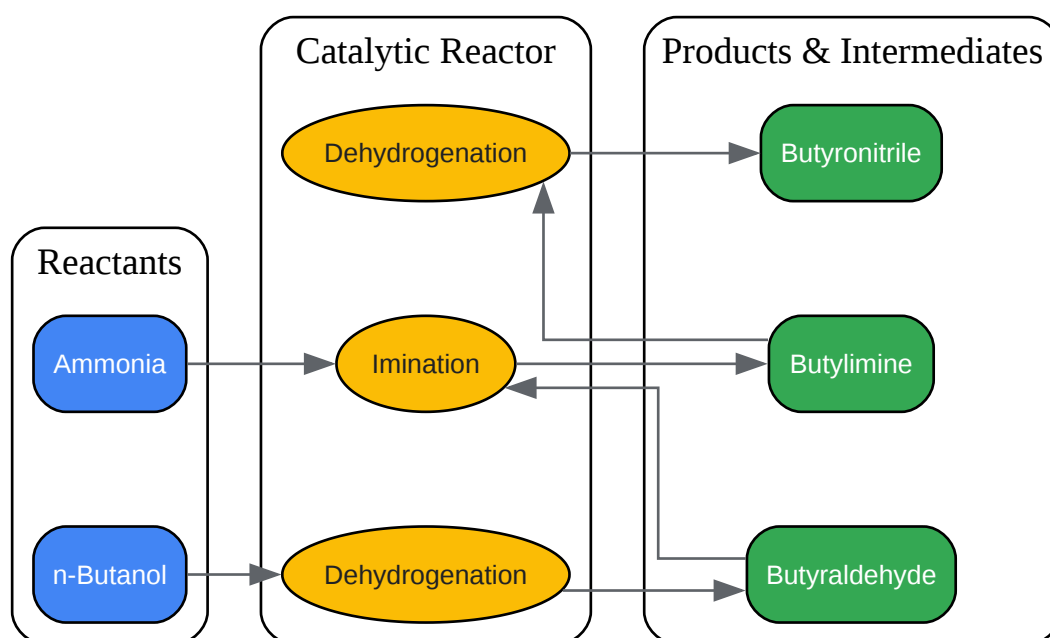 Catalytic Reactor
Products & Intermediates
Dehydrogenation
Butyronitrile
Reactants
Ammonia
Imination
Butylimine
n-Butanol
Dehydrogenation
Butyraldehyde